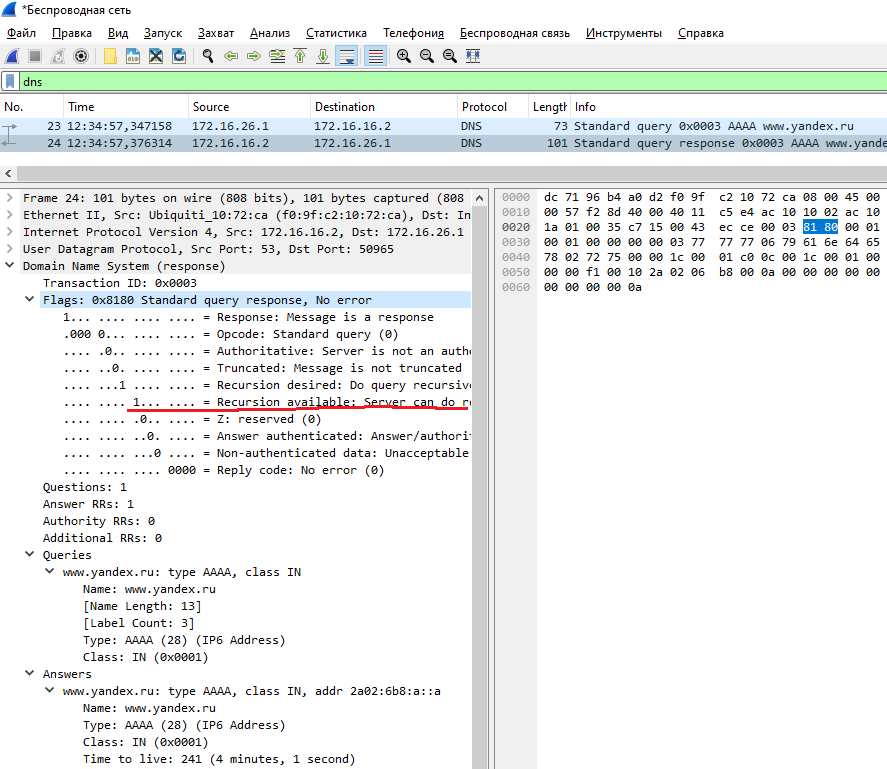 *Беспроводная сеть
Файл Правка Вид Запуск Захват Анализ Статистика Телефония Беспроводная связь Инструменты Справка
dns
No. Time Source Destination Protocol Length Info
23 12:34:57,347158 172.16.26.1 172.16.16.2 DNS 73 Standard query 0x0003 AAAA www.yandex.ru
24 12:34:57,376314 172.16.16.2 172.16.26.1 DNS 101 Standard query response 0x0003 AAAA www.yande
Frame 24: 101 bytes on wire (808 bits), 101 bytes captured (808
Ethernet II, Src: Ubiquiti_10:72:ca (f0:9f:c2:10:72:ca), Dst: In
Internet Protocol Version 4, Src: 172.16.16.2, Dst: 172.16.26.1
User Datagram Protocol, Src Port: 53, Dst Port: 50965
Domain Name System (response)
Transaction ID: 0x0003
Flags: 0x8180 Standard query response, No error
1... .... .... .... = Response: Message is a response
.000 0... .... .... = Opcode: Standard query (0)
.... .0.. .... .... = Authoritative: Server is not an autho
.... ..0. .... .... = Truncated: Message is not truncated
.... ...1 .... .... = Recursion desired: Do query recursive
.... .... 1... .... = Recursion available: Server can do re
.... .... .0.. .... = Z: reserved (0)
.... .... ..0. .... = Answer authenticated: Answer/authorit
.... .... ...0 .... = Non-authenticated data: Unacceptable
.... .... .... 0000 = Reply code: No error (0)
Questions: 1
Answer RRs: 1
Authority RRs: 0
Additional RRs: 0
Queries
www.yandex.ru: type AAAA, class IN
Name: www.yandex.ru
[Name Length: 13]
[Label Count: 3]
Type: AAAA (28) (IP6 Address)
Class: IN (0x0001)
Answers
www.yandex.ru: type AAAA, class IN, addr 2a02:6b8:a::a
Name: www.yandex.ru
Type: AAAA (28) (IP6 Address)
Class: IN (0x0001)
Time to live: 241 (4 minutes, 1 second)
0000 dc 71 96 b4 a0 d2 f0 9f c2 10 72 ca 08 00 45 00
0010 00 57 f2 8d 40 00 40 11 c5 e4 ac 10 10 02 ac 10
0020 1a 01 00 35 c7 15 00 43 ec ce 00 03 81 80 00 01
0030 00 01 00 00 00 00 03 77 77 77 06 79 61 6e 64 65
0040 78 02 72 75 00 00 1c 00 01 c0 0c 00 1c 00 01 00
0050 00 00 f1 00 10 2a 02 06 b8 00 0a 00 00 00 00 00
0060 00 00 00 00 0a